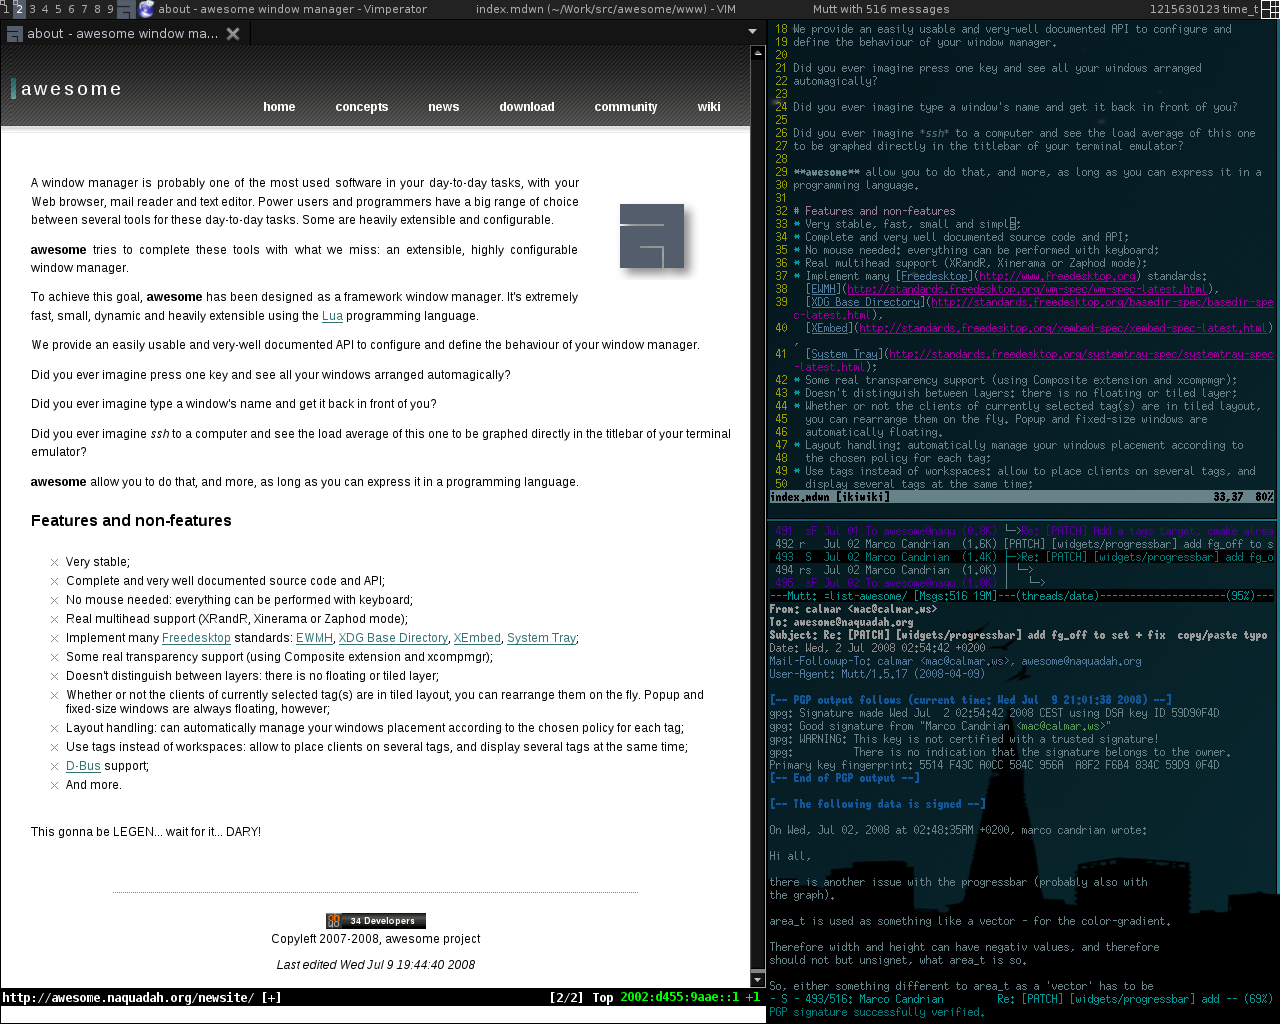 1 2 3 4 5 6 7 8 9 about - awesome window manager - Vimperator index.mdwn (~/Work/src/awesome/www) - VIM Mutt with 516 messages 1215630123 time_t
about - awesome window ma...
awesome
home concepts news download community wiki
A window manager is probably one of the most used software in your day-to-day tasks, with your
Web browser, mail reader and text editor. Power users and programmers have a big range of choice
between several tools for these day-to-day tasks. Some are heavily extensible and configurable.
awesome tries to complete these tools with what we miss: an extensible, highly configurable
window manager.
To achieve this goal, awesome has been designed as a framework window manager. It's extremely
fast, small, dynamic and heavily extensible using the Lua programming language.
We provide an easily usable and very-well documented API to configure and define the behaviour of your window manager.
Did you ever imagine press one key and see all your windows arranged automagically?
Did you ever imagine type a window's name and get it back in front of you?
Did you ever imagine ssh to a computer and see the load average of this one to be graphed directly in the titlebar of your terminal
emulator?
awesome allow you to do that, and more, as long as you can express it in a programming language.
Features and non-features
Very stable;
Complete and very well documented source code and API;
No mouse needed: everything can be performed with keyboard;
Real multihead support (XRandR, Xinerama or Zaphod mode);
Implement many Freedesktop standards: EWMH, XDG Base Directory, XEmbed, System Tray;
Some real transparency support (using Composite extension and xcompmgr);
Doesn't distinguish between layers: there is no floating or tiled layer;
Whether or not the clients of currently selected tag(s) are in tiled layout, you can rearrange them on the fly. Popup and
fixed-size windows are always floating, however;
Layout handling: can automatically manage your windows placement according to the chosen policy for each tag;
Use tags instead of workspaces: allow to place clients on several tags, and display several tags at the same time;
D-Bus support;
And more.
This gonna be LEGEN... wait for it... DARY!
34 Developers
Copyleft 2007-2008, awesome project
Last edited Wed Jul 9 19:44:40 2008
http://awesome.naquadah.org/newsite/ [+] [2/2] Top 2002:d455:9aae::1 +1
18 We provide an easily usable and very-well documented API to configure and
19 define the behaviour of your window manager.
20
21 Did you ever imagine press one key and see all your windows arranged
22 automagically?
23
24 Did you ever imagine type a window's name and get it back in front of you?
25
26 Did you ever imagine *ssh* to a computer and see the load average of this one
27 to be graphed directly in the titlebar of your terminal emulator?
28
29 **awesome** allow you to do that, and more, as long as you can express it in a
30 programming language.
31
32 # Features and non-features
33 * Very stable, fast, small and simple;
34 * Complete and very well documented source code and API;
35 * No mouse needed: everything can be performed with keyboard;
36 * Real multihead support (XRandR, Xinerama or Zaphod mode);
37 * Implement many [Freedesktop](http://www.freedesktop.org) standards:
38 [EWMH](http://standards.freedesktop.org/wm-spec/wm-spec-latest.html),
39 [XDG Base Directory](http://standards.freedesktop.org/basedir-spec/basedir-spe
c-latest.html),
40 [XEmbed](http://standards.freedesktop.org/xembed-spec/xembed-spec-latest.html)
,
41 [System Tray](http://standards.freedesktop.org/systemtray-spec/systemtray-spec
-latest.html);
42 * Some real transparency support (using Composite extension and xcompmgr);
43 * Doesn't distinguish between layers: there is no floating or tiled layer;
44 * Whether or not the clients of currently selected tag(s) are in tiled layout,
45 you can rearrange them on the fly. Popup and fixed-size windows are
46 automatically floating.
47 * Layout handling: automatically manage your windows placement according to
48 the chosen policy for each tag;
49 * Use tags instead of workspaces: allow to place clients on several tags, and
50 display several tags at the same time;
index.mdwn [ikiwiki] 33,37 80%
491 sF Jul 01 To awesome@naqu (0.8K) └─>Re: [PATCH] Add a tags target, cmake alrea
492 r Jul 02 Marco Candrian (1.6K) [PATCH] [widgets/progressbar] add fg_off to s
493 S Jul 02 Marco Candrian (1.4K) ├─>Re: [PATCH] [widgets/progressbar] add fg_o
494 rs Jul 02 Marco Candrian (1.0K) │ └─>
495 sF Jul 02 To awesome@naqu (1.0K) │ └─>
---Mutt: =list-awesome/ [Msgs:516 19M]---(threads/date)---------------------(95%)---
From: calmar <mac@calmar.ws>
To: awesome@naquadah.org
Subject: Re: [PATCH] [widgets/progressbar] add fg_off to set + fix copy/paste typo
Date: Wed, 2 Jul 2008 02:54:42 +0200
Mail-Followup-To: calmar <mac@calmar.ws>, awesome@naquadah.org
User-Agent: Mutt/1.5.17 (2008-04-09)
[-- PGP output follows (current time: Wed Jul 9 21:01:38 2008) --]
gpg: Signature made Wed Jul 2 02:54:42 2008 CEST using DSA key ID 59D90F4D
gpg: Good signature from "Marco Candrian <mac@calmar.ws>"
gpg: WARNING: This key is not certified with a trusted signature!
gpg: There is no indication that the signature belongs to the owner.
Primary key fingerprint: 5514 F43C A0CC 584C 956A A8F2 F6B4 834C 59D9 0F4D
[-- End of PGP output --]
[-- The following data is signed --]
On Wed, Jul 02, 2008 at 02:48:35AM +0200, marco candrian wrote:
Hi all,
there is another issue with the progressbar (probably also with
the graph).
area_t is used as something like a vector - for the color-gradient.
Therefore width and height can have negativ values, and therefore
should not but unsignet, what area_t is so.
So, either something different to area_t as a 'vector' has to be
- S - 493/516: Marco Candrian Re: [PATCH] [widgets/progressbar] add -- (69%)
PGP signature successfully verified.